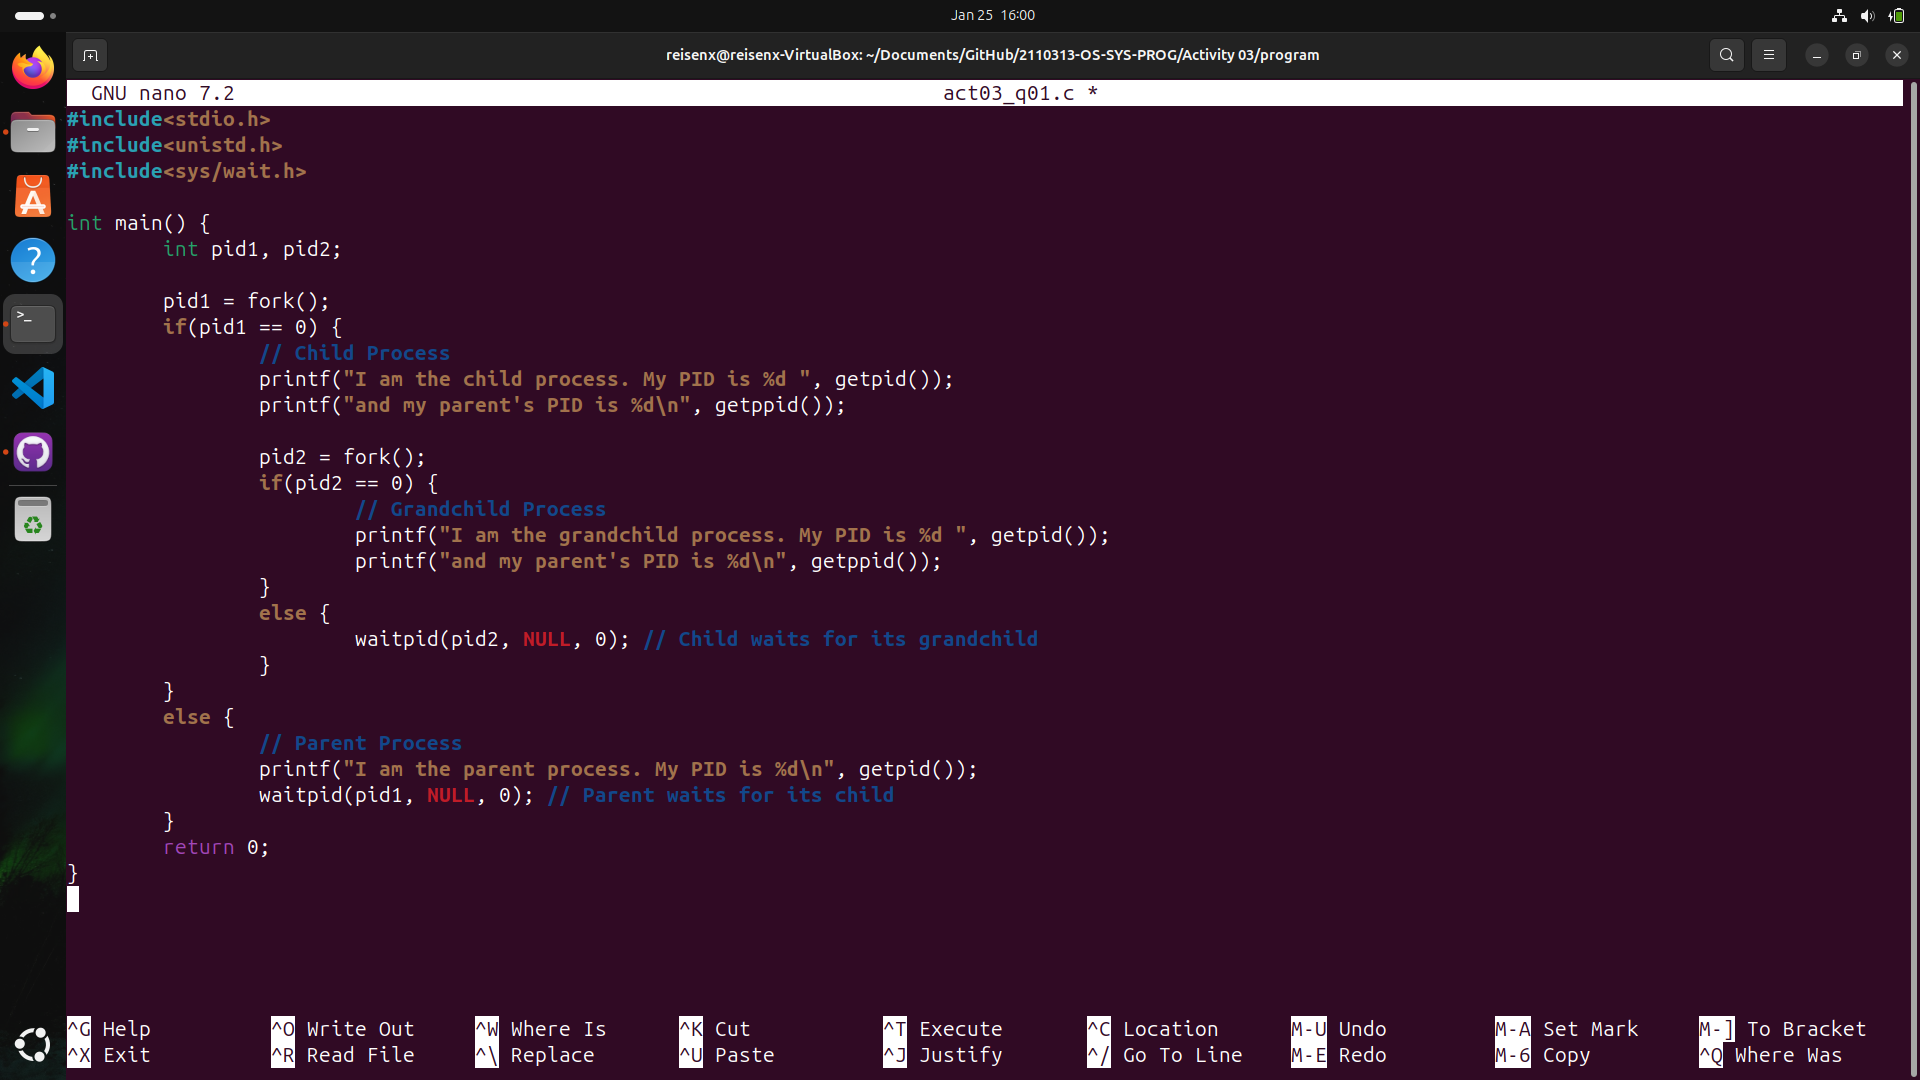 Jan 25 16:00
reisenx@reisenx-VirtualBox: ~/Documents/GitHub/2110313-OS-SYS-PROG/Activity 03/program
GNU nano 7.2 act03_q01.c *
#include<stdio.h>
#include<unistd.h>
#include<sys/wait.h>
int main() {
int pid1, pid2;
pid1 = fork();
if(pid1 == 0) {
// Child Process
printf("I am the child process. My PID is %d ", getpid());
printf("and my parent's PID is %d\n", getppid());
pid2 = fork();
if(pid2 == 0) {
// Grandchild Process
printf("I am the grandchild process. My PID is %d ", getpid());
printf("and my parent's PID is %d\n", getppid());
}
else {
waitpid(pid2, NULL, 0); // Child waits for its grandchild
}
}
else {
// Parent Process
printf("I am the parent process. My PID is %d\n", getpid());
waitpid(pid1, NULL, 0); // Parent waits for its child
}
return 0;
}
^G Help ^O Write Out ^W Where Is ^K Cut ^T Execute ^C Location M-U Undo M-A Set Mark M-] To Bracket
^X Exit ^R Read File ^\ Replace ^U Paste ^J Justify ^/ Go To Line M-E Redo M-6 Copy ^Q Where Was